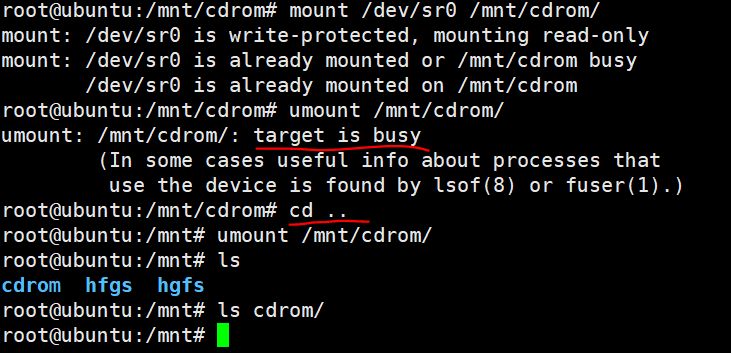 root@ubuntu:/mnt/cdrom# mount /dev/sr0 /mnt/cdrom/
mount: /dev/sr0 is write-protected, mounting read-only
mount: /dev/sr0 is already mounted or /mnt/cdrom busy
       /dev/sr0 is already mounted on /mnt/cdrom
root@ubuntu:/mnt/cdrom# umount /mnt/cdrom/
umount: /mnt/cdrom/: target is busy
        (In some cases useful info about processes that
         use the device is found by lsof(8) or fuser(1).)
root@ubuntu:/mnt/cdrom# cd ..
root@ubuntu:/mnt# umount /mnt/cdrom/
root@ubuntu:/mnt# ls
cdrom  hfgs  hgfs
root@ubuntu:/mnt# ls cdrom/
root@ubuntu:/mnt#